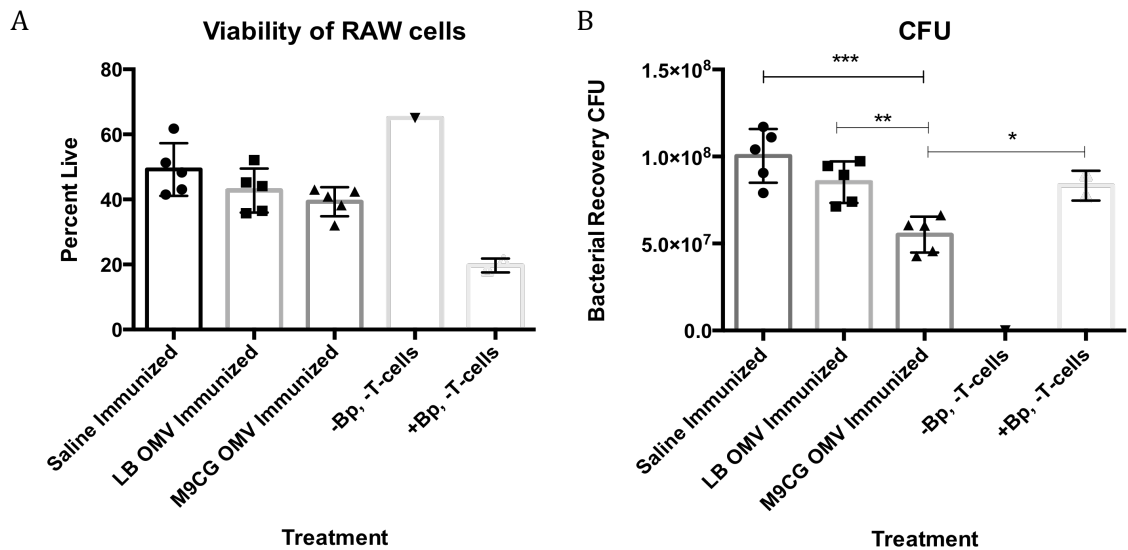 A
Viability of RAW cells
80
60
40
20
0
Percent Live
Saline Immunized
LB OMV Immunized
M9CG OMV Immunized
-Bp, -T-cells
+Bp, -T-cells
Treatment
B
CFU
1.5×10⁸
1.0×10⁸
5.0×10⁷
0.0
Bacterial Recovery CFU
***
**
*
Saline Immunized
LB OMV Immunized
M9CG OMV Immunized
-Bp, -T-cells
+Bp, -T-cells
Treatment